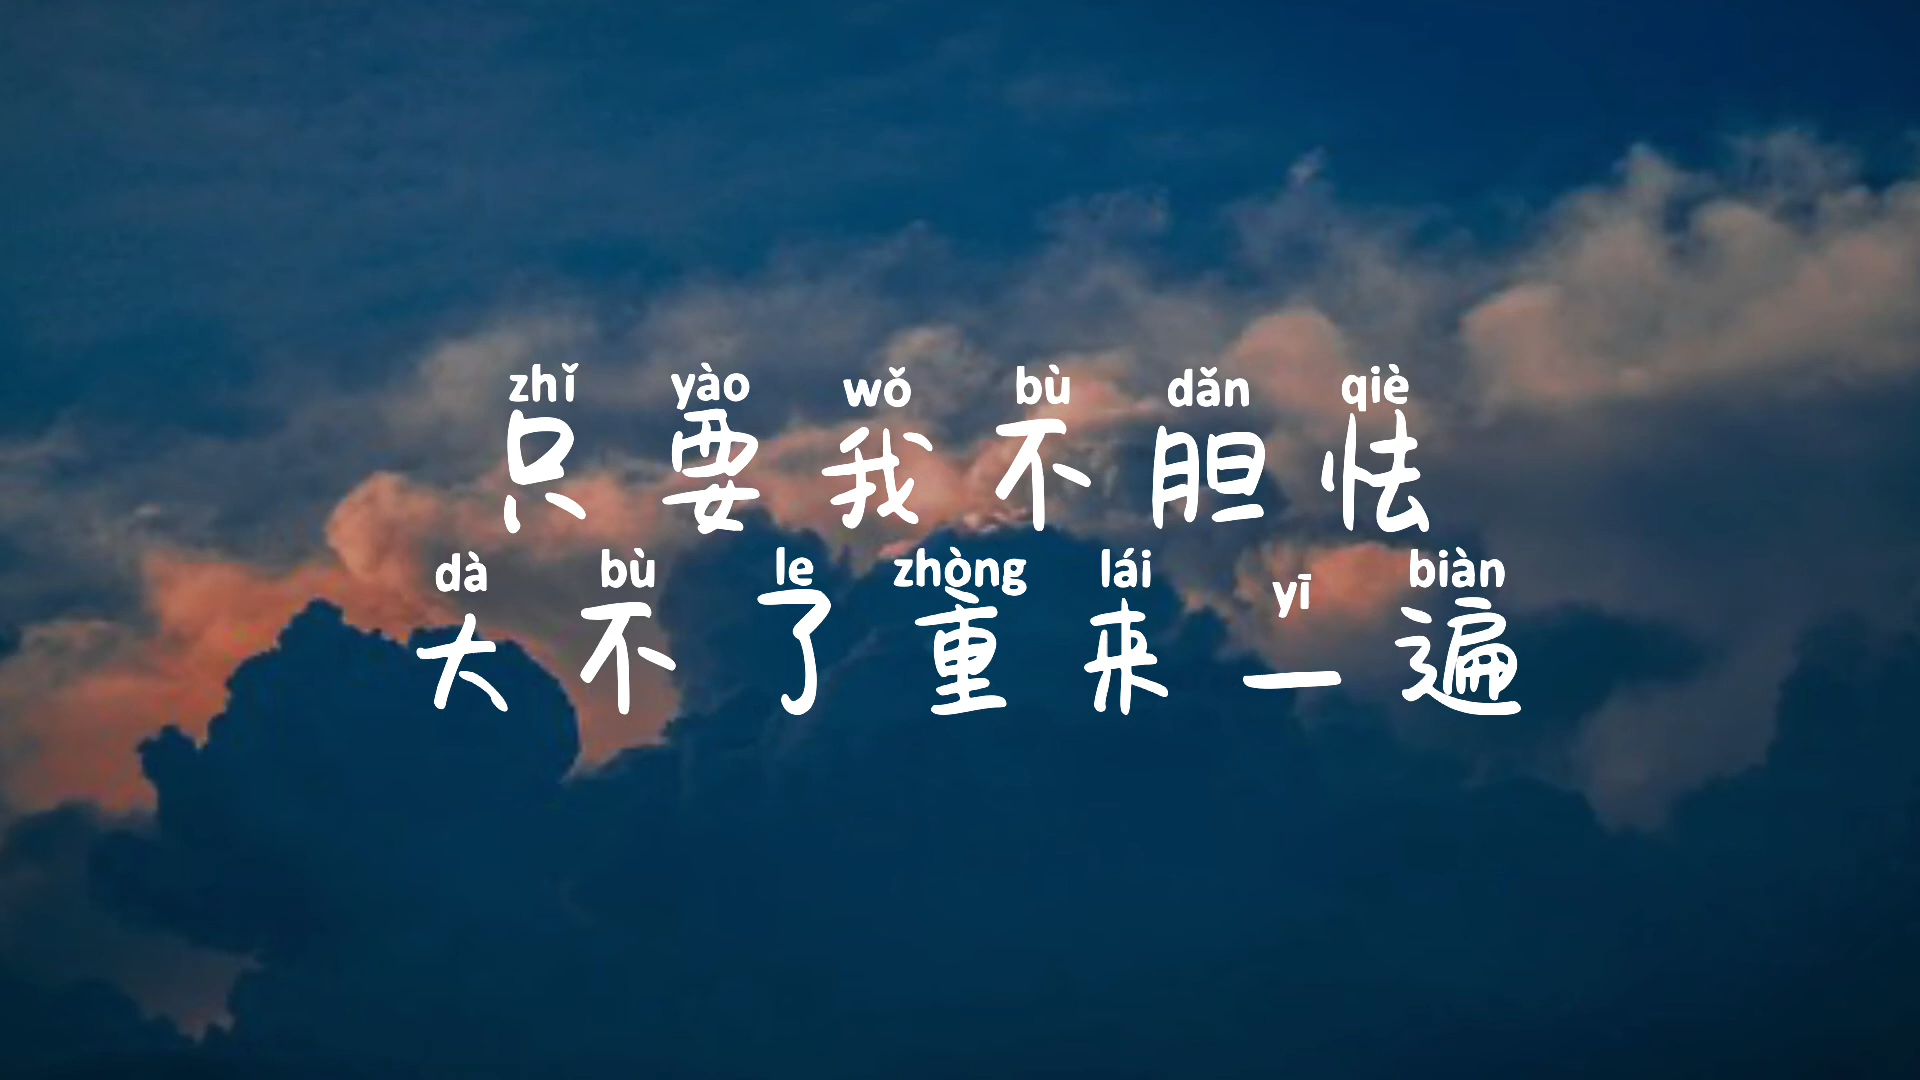 zhǐ yào wǒ bù dǎn qiè
只要我不胆怯
dà bù le zhòng lái yī biàn
大不了重来一遍